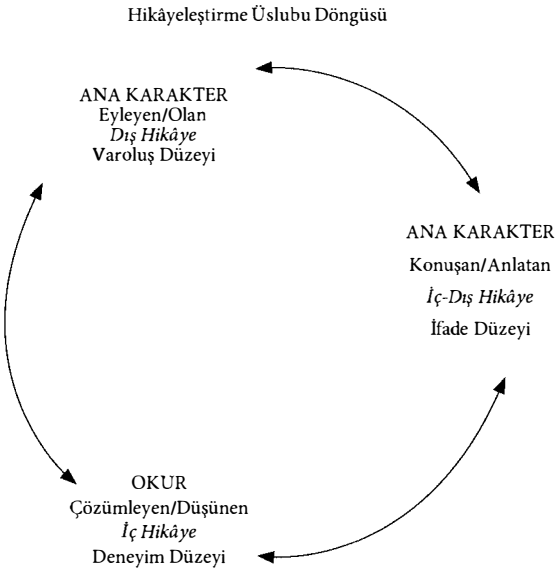 Hikâyeleştirme Üslubu Döngüsü
ANA KARAKTER
Eyleyen/Olan
Dış Hikâye
Varoluş Düzeyi
ANA KARAKTER
Konuşan/Anlatan
İç-Dış Hikâye
İfade Düzeyi
OKUR
Çözümleyen/Düşünen
İç Hikâye
Deneyim Düzeyi